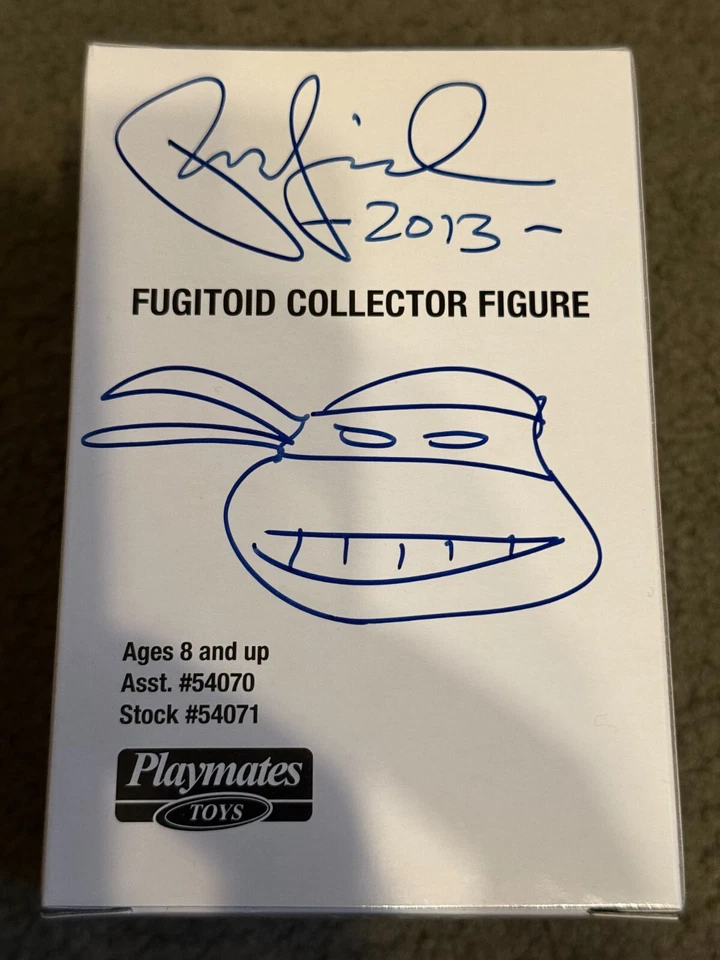 - 2013 -
FUGITOID COLLECTOR FIGURE
Ages 8 and up
Asst. #54070
Stock #54071
Playmates
TOYS